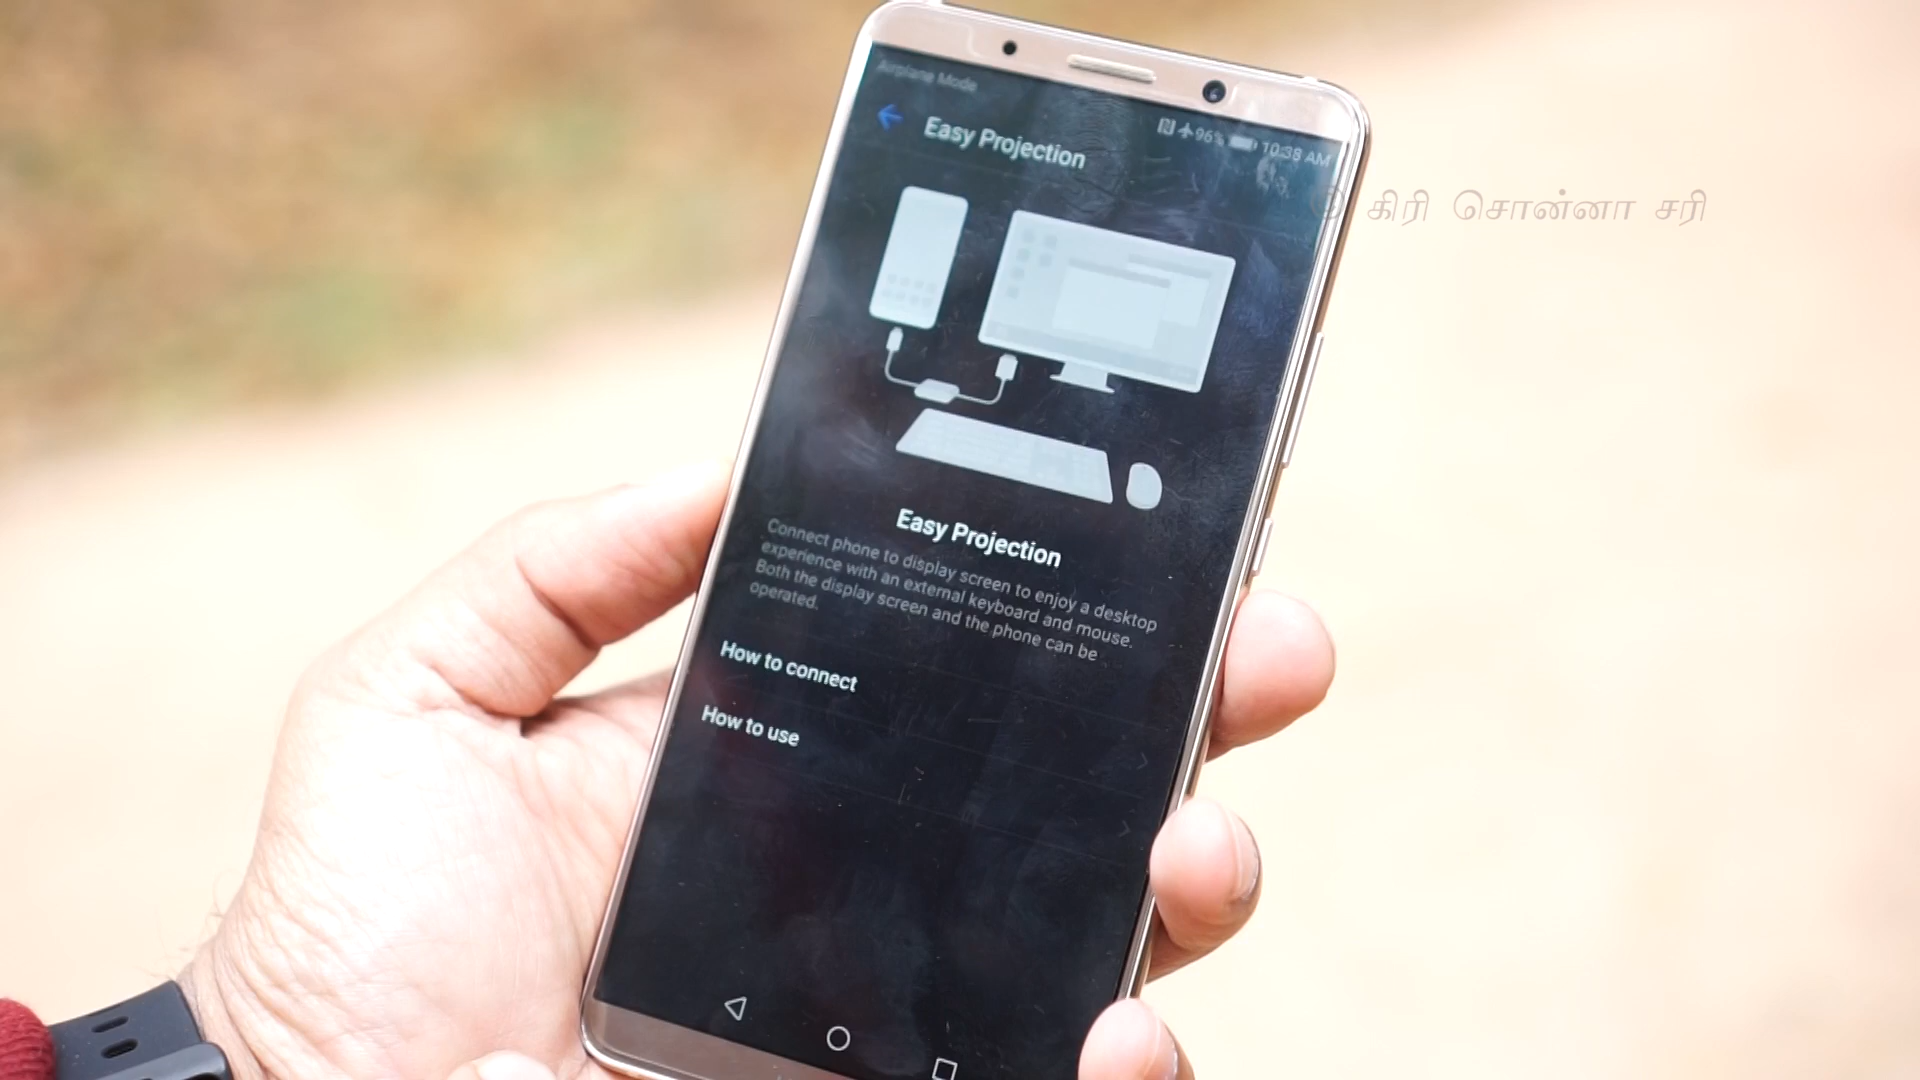 Airplane Mode
96% 10:38 AM
Easy Projection
© கிரி சொன்னா சரி
Easy Projection
Connect phone to display screen to enjoy a desktop
experience with an external keyboard and mouse.
Both the display screen and the phone can be
operated.
How to connect
How to use